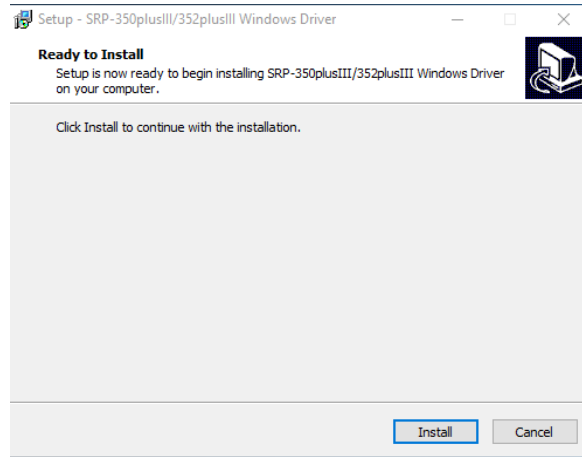 Setup - SRP-350plusIII/352plusIII Windows Driver
Ready to Install
Setup is now ready to begin installing SRP-350plusIII/352plusIII Windows Driver
on your computer.
Click Install to continue with the installation.
Install
Cancel